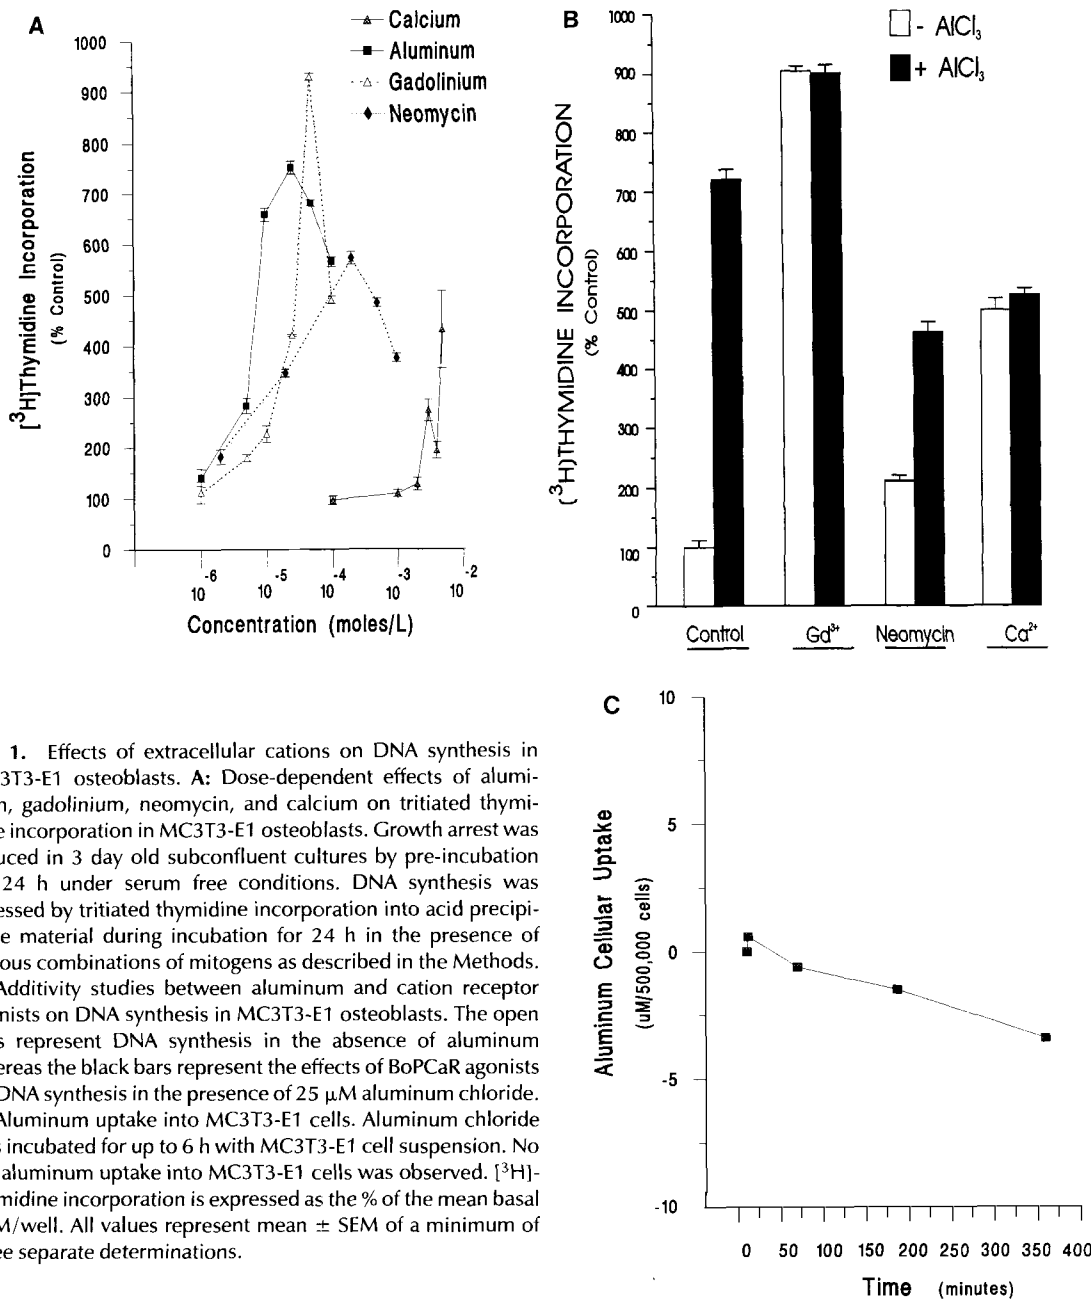 A
Calcium
Aluminum
Gadolinium
Neomycin
[³H]Thymidine Incorporation
(% Control)
1000
900
800
700
600
500
400
300
200
100
0
10⁻⁶ 10⁻⁵ 10⁻⁴ 10⁻³ 10⁻²
Concentration (moles/L)
B
- AlCl₃
+ AlCl₃
(³H)THYMIDINE INCORPORATION
(% Control)
1000
900
800
700
600
500
400
300
200
100
0
Control Gd³⁺ Neomycin Ca²⁺
1. Effects of extracellular cations on DNA synthesis in
3T3-E1 osteoblasts. A: Dose-dependent effects of alumi-
n, gadolinium, neomycin, and calcium on tritiated thymi-
e incorporation in MC3T3-E1 osteoblasts. Growth arrest was
uced in 3 day old subconfluent cultures by pre-incubation
24 h under serum free conditions. DNA synthesis was
essed by tritiated thymidine incorporation into acid precipi-
e material during incubation for 24 h in the presence of
ous combinations of mitogens as described in the Methods.
Additivity studies between aluminum and cation receptor
nists on DNA synthesis in MC3T3-E1 osteoblasts. The open
s represent DNA synthesis in the absence of aluminum
ereas the black bars represent the effects of BoPCaR agonists
DNA synthesis in the presence of 25 μM aluminum chloride.
Aluminum uptake into MC3T3-E1 cells. Aluminum chloride
s incubated for up to 6 h with MC3T3-E1 cell suspension. No
aluminum uptake into MC3T3-E1 cells was observed. [³H]-
midine incorporation is expressed as the % of the mean basal
M/well. All values represent mean ± SEM of a minimum of
ee separate determinations.
C
Aluminum Cellular Uptake
(uM/500,000 cells)
10
5
0
-5
-10
0 50 100 150 200 250 300 350 400
Time (minutes)